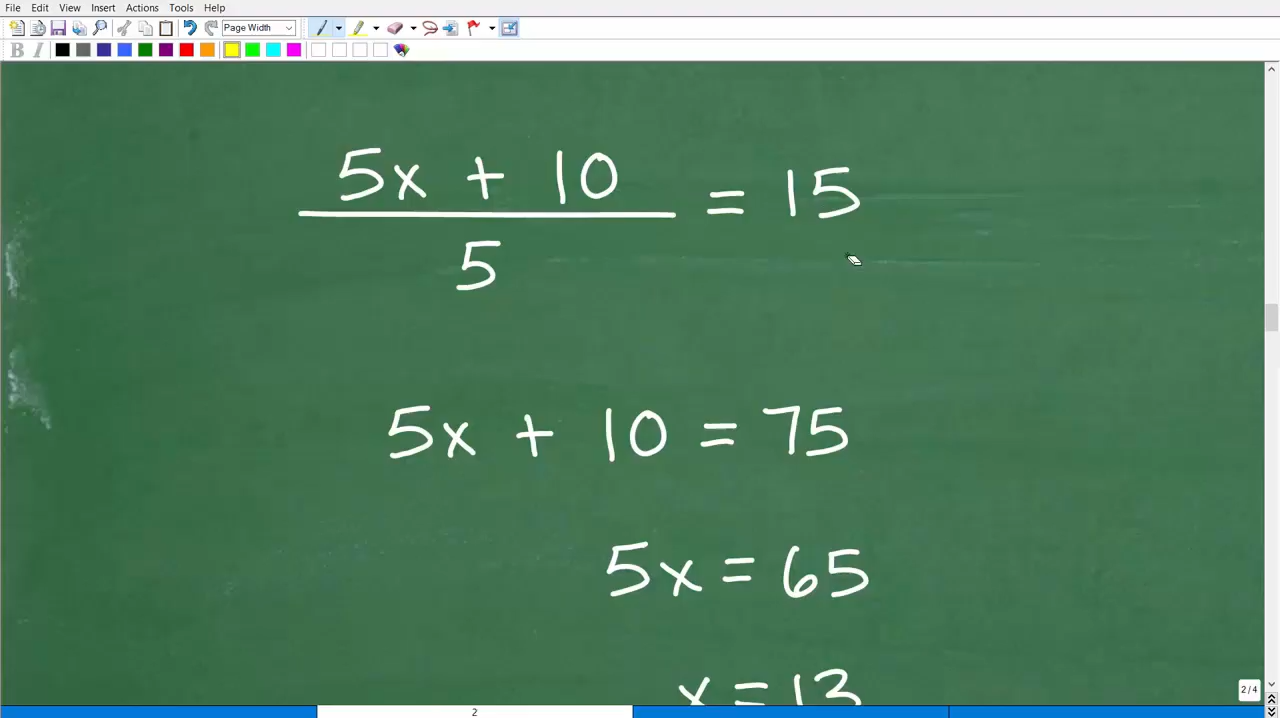 File Edit View Insert Actions Tools Help
Page Width
B I
5x + 10
= 15
5
5x + 10 = 75
5x = 65
x = 13
2/4
2